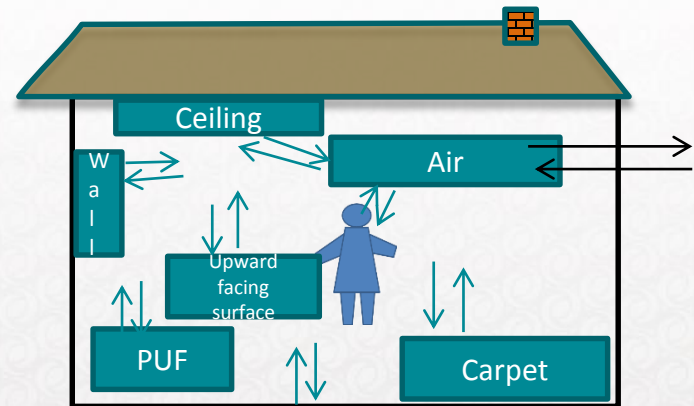 Ceiling
Air
W
a
l
l
Upward
facing
surface
PUF
Carpet